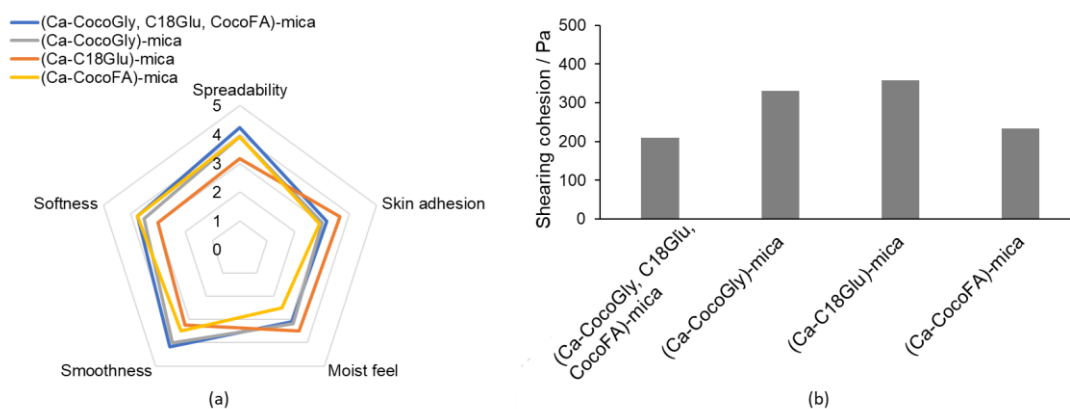 (Ca-CocoGly, C18Glu, CocoFA)-mica
(Ca-CocoGly)-mica
(Ca-C18Glu)-mica
(Ca-CocoFA)-mica
Spreadability
5
4
3
2
1
0
Softness
Skin adhesion
Smoothness
Moist feel
(a)
Shearing cohesion / Pa
500
400
300
200
100
0
(Ca-CocoGly, C18Glu,
CocoFA)-mica
(Ca-CocoGly)-mica
(Ca-C18Glu)-mica
(Ca-CocoFA)-mica
(b)